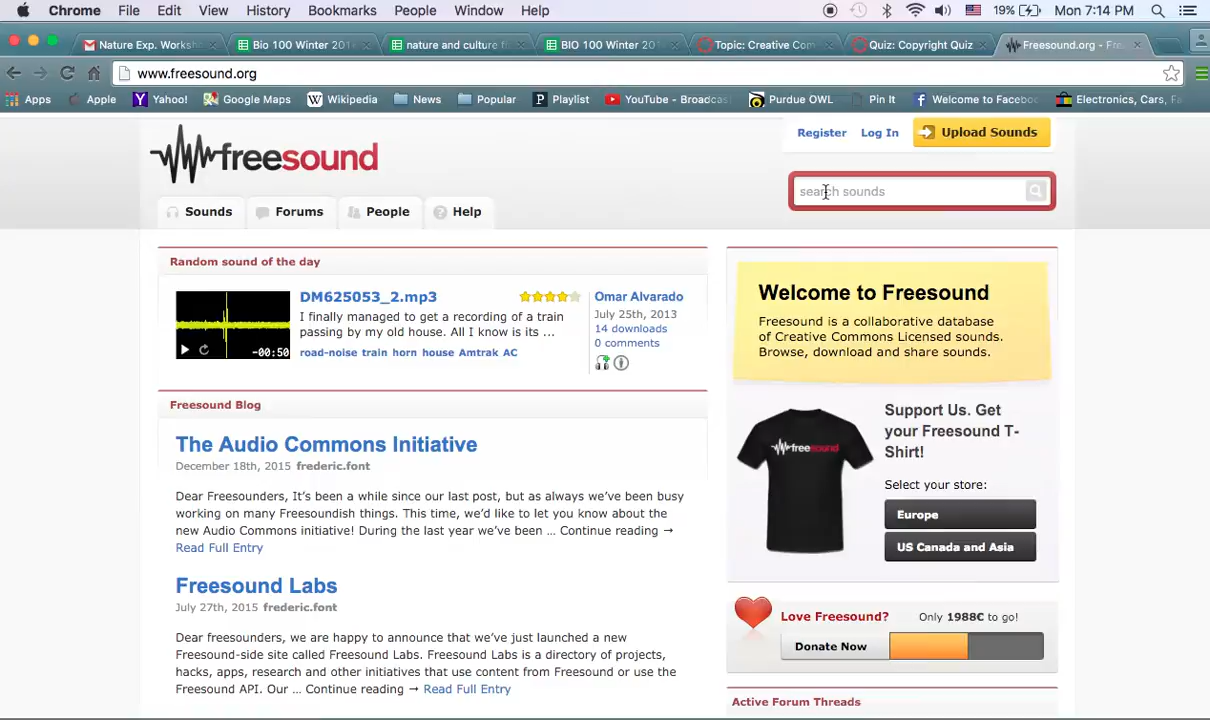 Chrome File Edit View History Bookmarks People Window Help 19% Mon 7:14 PM
Nature Exp. Works Bio 100 Winter 201 nature and culture f BIO 100 Winter 201 Topic: Creative Com Quiz: Copyright Quiz Freesound.org - Fre
www.freesound.org
Apps Apple Yahoo! Google Maps Wikipedia News Popular Playlist YouTube - Broadcas Purdue OWL Pin It Welcome to Facebo Electronics, Cars, Fa
Register Log In Upload Sounds
freesound
search sounds
Sounds Forums People Help
Random sound of the day
DM625053_2.mp3
I finally managed to get a recording of a train
passing by my old house. All I know is its ...
road-noise train horn house Amtrak AC
-00:50
Omar Alvarado
July 25th, 2013
14 downloads
0 comments
Freesound Blog
The Audio Commons Initiative
December 18th, 2015 frederic.font
Dear Freesounders, It's been a while since our last post, but as always we've been busy
working on many Freesoundish things. This time, we'd like to let you know about the
new Audio Commons initiative! During the last year we've been ... Continue reading →
Read Full Entry
Freesound Labs
July 27th, 2015 frederic.font
Dear freesounders, we are happy to announce that we've just launched a new
Freesound-side site called Freesound Labs. Freesound Labs is a directory of projects,
hacks, apps, research and other initiatives that use content from Freesound or use the
Freesound API. Our ... Continue reading → Read Full Entry
Welcome to Freesound
Freesound is a collaborative database
of Creative Commons Licensed sounds.
Browse, download and share sounds.
freesound
Support Us. Get
your Freesound T-
Shirt!
Select your store:
Europe
US Canada and Asia
Love Freesound? Only 1988€ to go!
Donate Now
Active Forum Threads